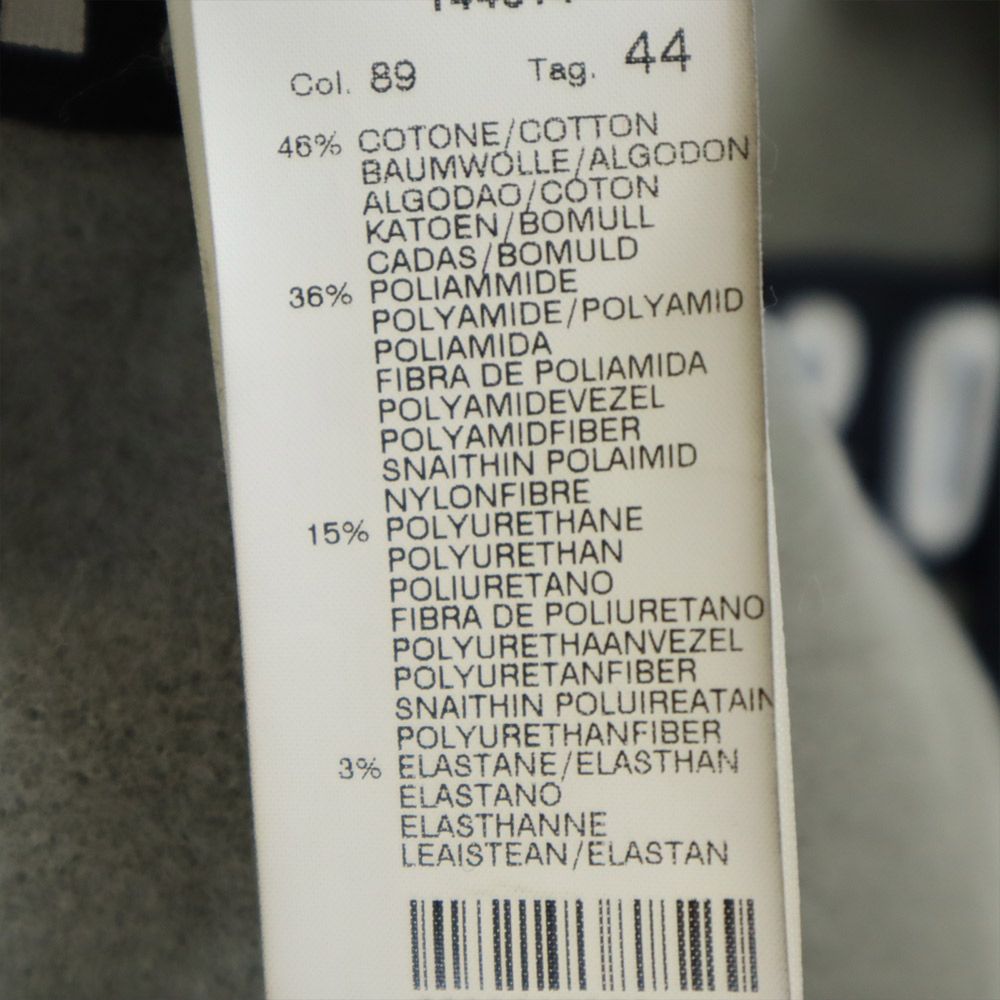 Col. 89 Tag. 44
46% COTONE/COTTON
BAUMWOLLE/ALGODON
ALGODAO/COTON
KATOEN/BOMULL
CADAS/BOMULD
36% POLIAMMIDE
POLYAMIDE/POLYAMID
POLIAMIDA
FIBRA DE POLIAMIDA
POLYAMIDEVEZEL
POLYAMIDFIBER
SNAITHIN POLAIMID
NYLONFIBRE
15% POLYURETHANE
POLYURETHAN
POLIURETANO
FIBRA DE POLIURETANO
POLYURETHAANVEZEL
POLYURETANFIBER
SNAITHIN POLUIREATAIN
POLYURETHANFIBER
3% ELASTANE/ELASTHAN
ELASTANO
ELASTHANNE
LEAISTEAN/ELASTAN